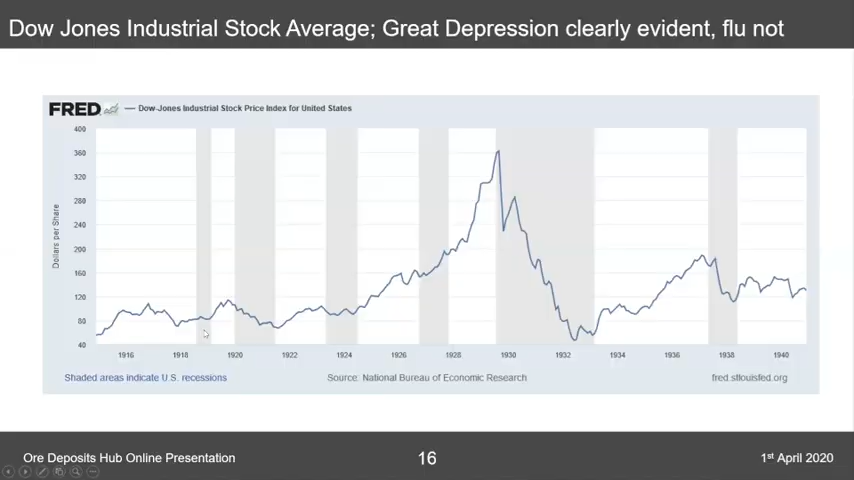 Dow Jones Industrial Stock Average; Great Depression clearly evident, flu not
FRED — Dow-Jones Industrial Stock Price Index for United States
400
360
320
280
240
200
160
120
80
40
Dollars per Share
1916 1918 1920 1922 1924 1926 1928 1930 1932 1934 1936 1938 1940
Shaded areas indicate U.S. recessions Source: National Bureau of Economic Research fred.stlouisfed.org
Ore Deposits Hub Online Presentation 16 1st April 2020